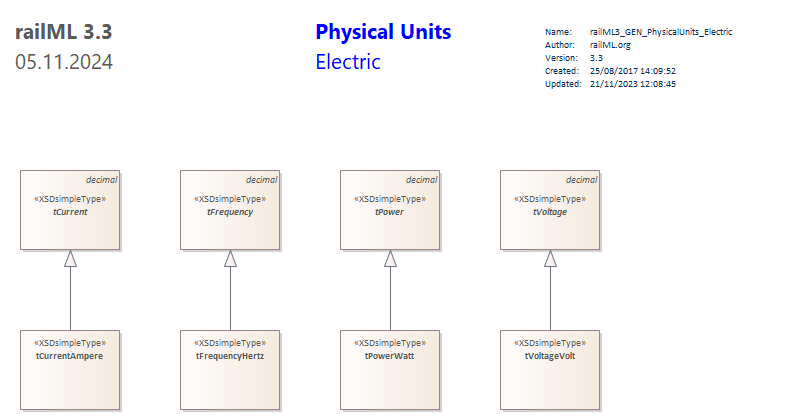 railML 3.3
05.11.2024
Physical Units
Electric
Name: railML3_GEN_PhysicalUnits_Electric
Author: railML.org
Version: 3.3
Created: 25/08/2017 14:09:52
Updated: 21/11/2023 12:08:45
decimal
«XSDsimpleType»
tCurrent
decimal
«XSDsimpleType»
tFrequency
decimal
«XSDsimpleType»
tPower
decimal
«XSDsimpleType»
tVoltage
«XSDsimpleType»
tCurrentAmpere
«XSDsimpleType»
tFrequencyHertz
«XSDsimpleType»
tPowerWatt
«XSDsimpleType»
tVoltageVolt